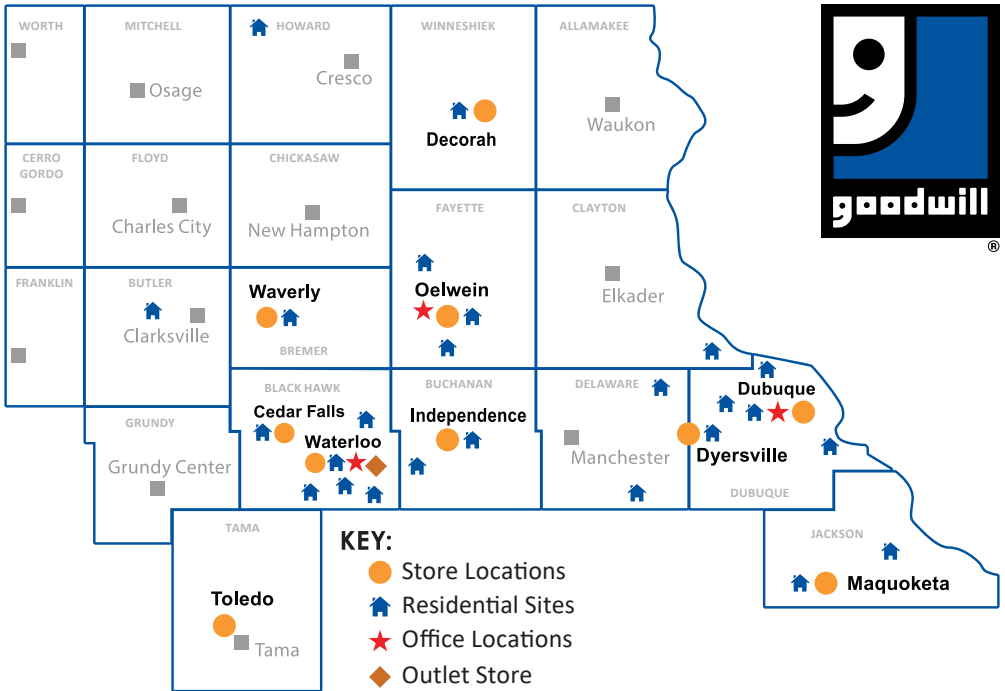 WORTH
MITCHELL
HOWARD
WINNESHIEK
ALLAMAKEE
Osage
Cresco
Decorah
Waukon
CERRO
GORDO
FLOYD
CHICKASAW
FAYETTE
CLAYTON
Charles City
New Hampton
goodwill
®
FRANKLIN
BUTLER
Waverly
Oelwein
Elkader
Clarksville
BREMER
BLACK HAWK
BUCHANAN
DELAWARE
Dubuque
GRUNDY
Cedar Falls
Independence
Waterloo
Manchester
Dyersville
Grundy Center
DUBUQUE
TAMA
JACKSON
KEY:
Store Locations
Maquoketa
Toledo
Residential Sites
Tama
Office Locations
Outlet Store